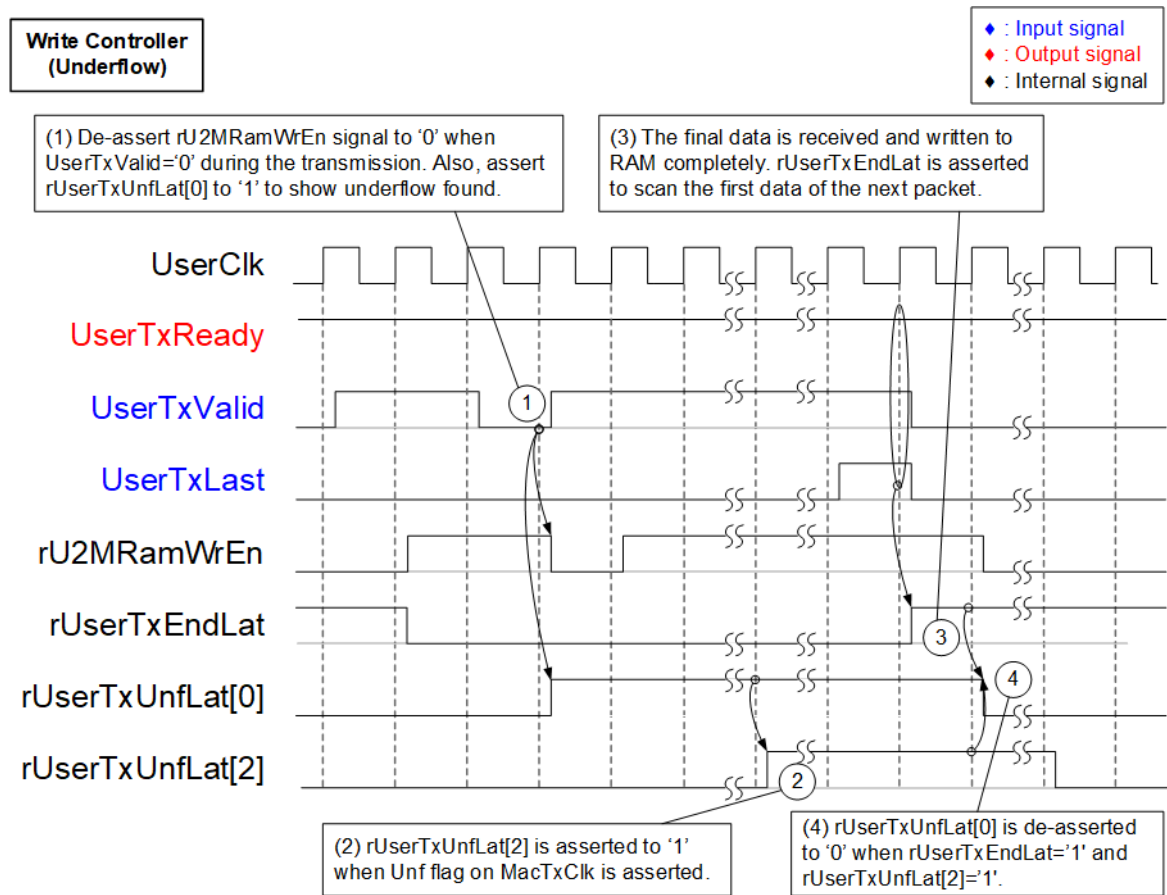 Write Controller
(Underflow)
♦ : Input signal
♦ : Output signal
♦ : Internal signal
(1) De-assert rU2MRamWrEn signal to ‘0’ when
UserTxValid=‘0’ during the transmission. Also, assert
rUserTxUnfLat[0] to ‘1’ to show underflow found.
(3) The final data is received and written to
RAM completely. rUserTxEndLat is asserted
to scan the first data of the next packet.
UserClk
UserTxReady
UserTxValid
1
UserTxLast
rU2MRamWrEn
rUserTxEndLat
3
rUserTxUnfLat[0]
4
rUserTxUnfLat[2]
2
(2) rUserTxUnfLat[2] is asserted to ‘1’
when Unf flag on MacTxClk is asserted.
(4) rUserTxUnfLat[0] is de-asserted
to ‘0’ when rUserTxEndLat=’1' and
rUserTxUnfLat[2]=’1'.